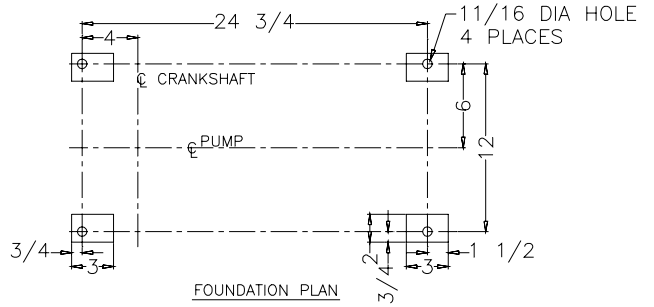 24 3/4
11/16 DIA HOLE
4 PLACES
4
℄ CRANKSHAFT
6
12
℄ PUMP
3/4
3
2
3/4
3
1 1/2
FOUNDATION PLAN